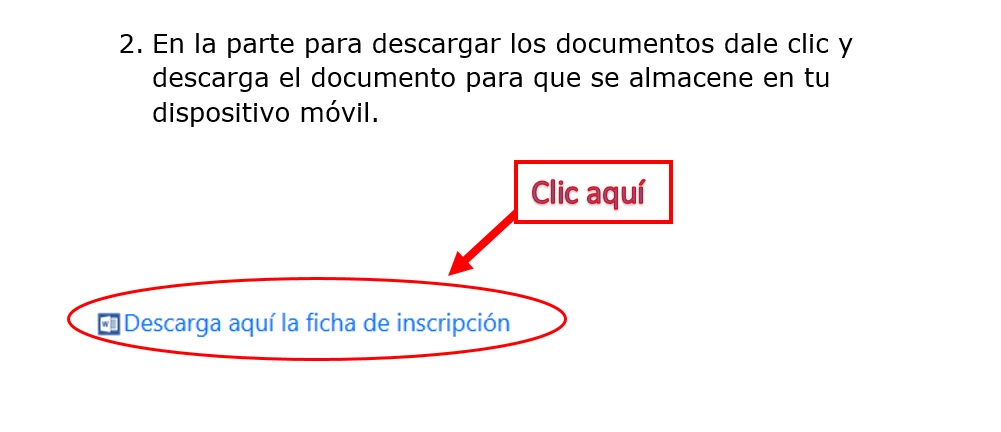 2. En la parte para descargar los documentos dale clic y
descarga el documento para que se almacene en tu
dispositivo móvil.
Clic aquí
Descarga aquí la ficha de inscripción